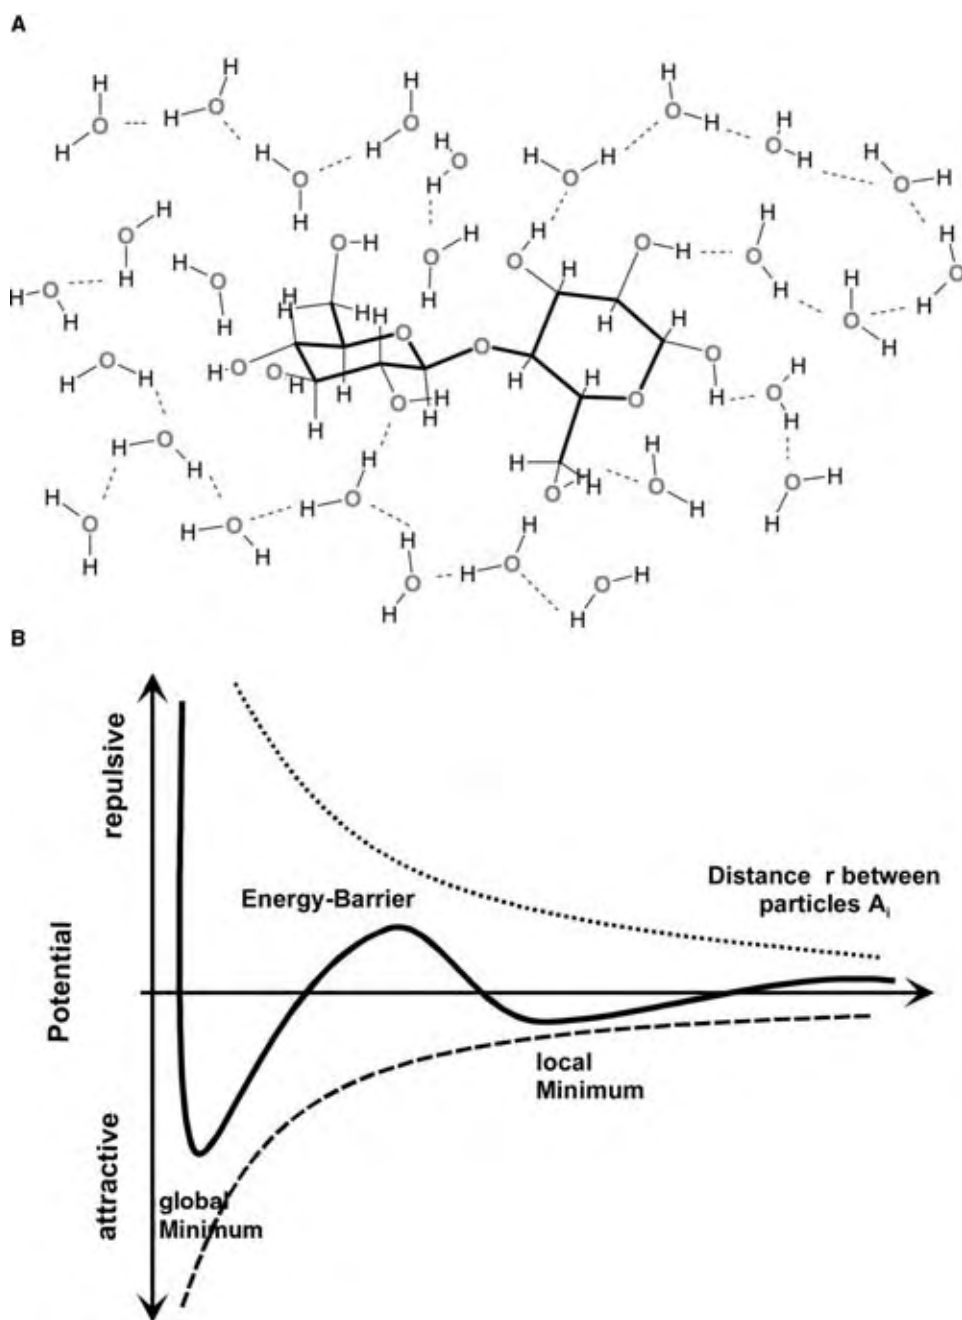 A
H H
H H
O O
O H O H H
H H H H O H H O H H
O H O O H
H H H
O O H H H O H H
H O O H O
H O O
H O H H H H
H H H H H H H O
O O O H
O H O H
H H O H H H H
O H H O H O
H O H
H H H
H H H H O H
O H O O H O H
H O H H H
H O H
H O H O H
H H
B
repulsive
Potential
attractive
Energy-Barrier
Distance r between
particles Aᵢ
local
Minimum
global
Minimum